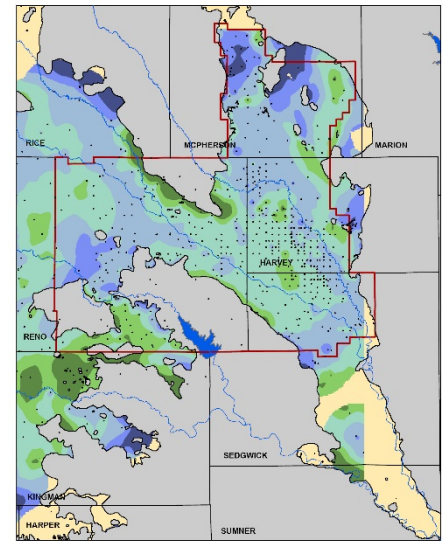 RICE
MCPHERSON
MARION
HARVEY
RENO
SEDGWICK
KINGMAN
HARPER
SUMNER